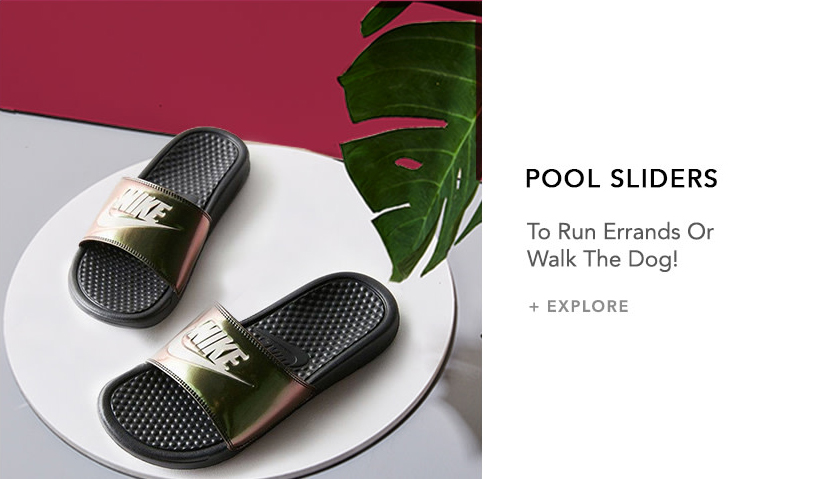 NIKE
NIKE
POOL SLIDERS
To Run Errands Or
Walk The Dog!
+ EXPLORE